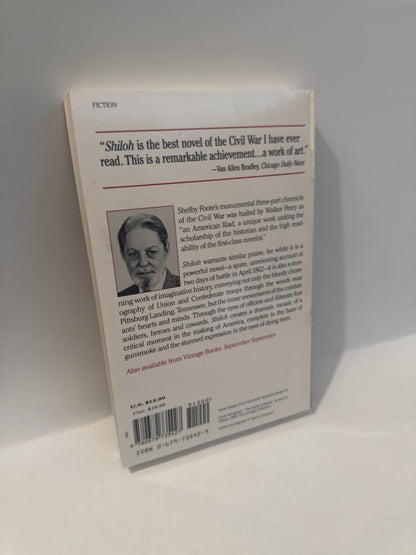 FICTION
“Shiloh is the best novel of the Civil War I have ever
read. This is a remarkable achievement...a work of art.”
—Van Allen Bradley, Chicago Daily News
Shelby Foote's monumental three-part chronicle
of the Civil War was hailed by Walker Percy as
“an American Iliad, a unique work uniting the
scholarship of the historian and the high read-
ability of the first-class novelist.”
Shiloh warrants similar praise, for while it is a
powerful novel—a spare, unrelenting account of
two days of battle in April 1862—it is also a stun-
ning work of imaginative history, conveying not only the bloody chore-
ography of Union and Confederate troops through the woods near
Pittsburg Landing, Tennessee, but the inner movements of the combat-
ants' hearts and minds. Through the eyes of officers and illiterate foot
soldiers, heroes and cowards, Shiloh creates a dramatic mosaic of a
critical moment in the making of America, complete to the haze of
gunsmoke and the stunned expression in the eyes of dying men.
Also available from Vintage Books: September September
U.S. $12.00
Can.
51200
9 780679 735427
ISBN 0-679-73542-9